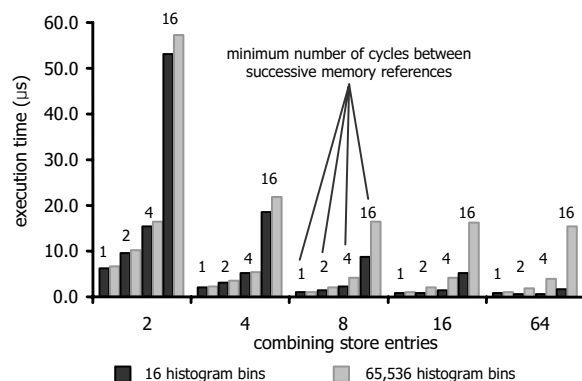 60.0
50.0
40.0
30.0
20.0
10.0
0.0
execution time (μs)
minimum number of cycles between
successive memory references
1 2 4 16
1 2 4 16
1 2 4 16
1 2 4 16
1 2 4 16
2 4 8 16 64
combining store entries
16 histogram bins 65,536 histogram bins